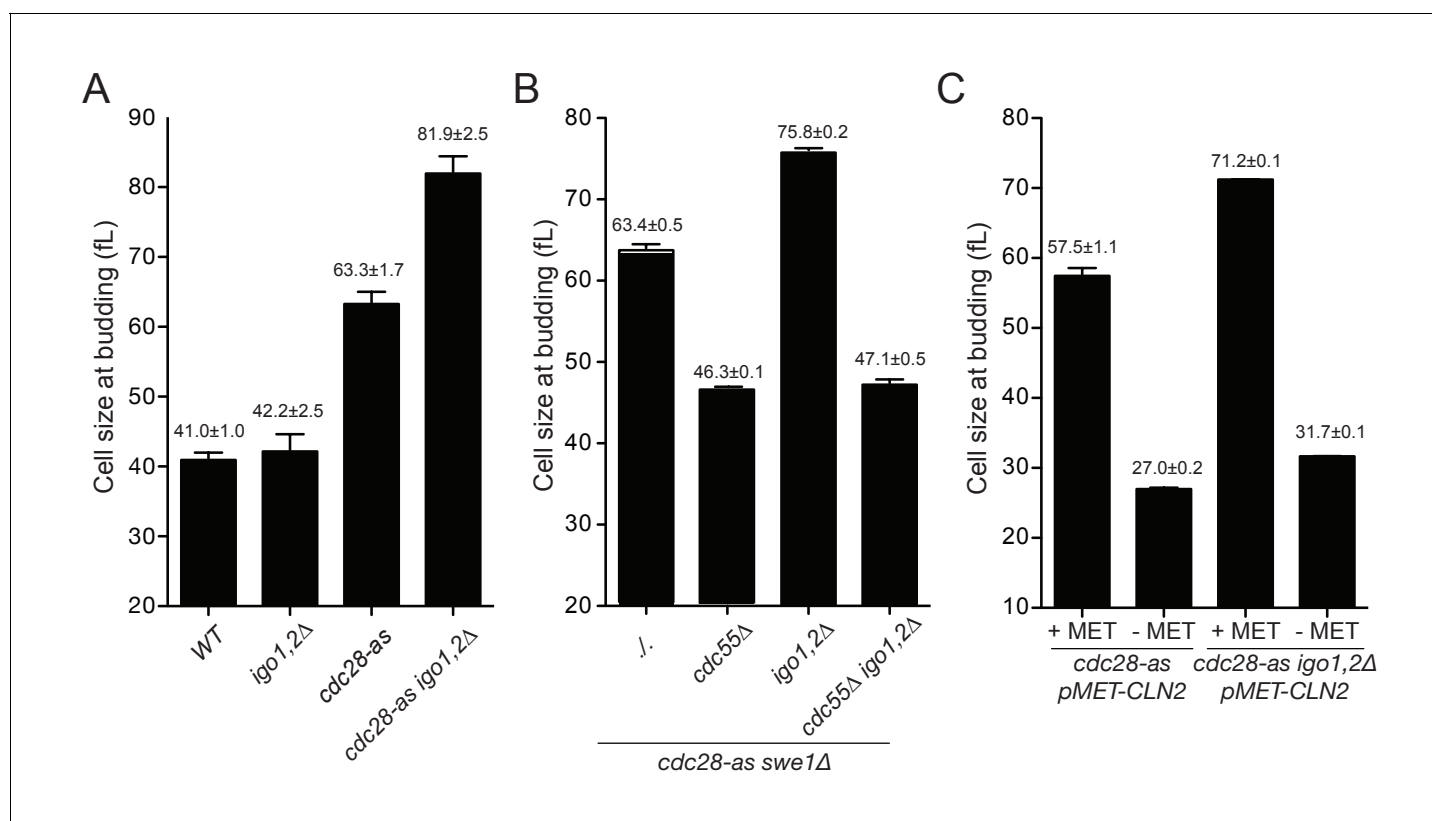 A
Cell size at budding (fL)
90
80
70
60
50
40
30
20
41.0±1.0
42.2±2.5
63.3±1.7
81.9±2.5
WT
igo1,2Δ
cdc28-as
cdc28-as igo1,2Δ
B
Cell size at budding (fL)
80
70
60
50
40
30
20
63.4±0.5
46.3±0.1
75.8±0.2
47.1±0.5
./.
cdc55Δ
igo1,2Δ
cdc55Δ igo1,2Δ
cdc28-as swe1Δ
C
Cell size at budding (fL)
80
70
60
50
40
30
20
10
57.5±1.1
27.0±0.2
71.2±0.1
31.7±0.1
+ MET - MET + MET - MET
cdc28-as cdc28-as igo1,2Δ
pMET-CLN2 pMET-CLN2